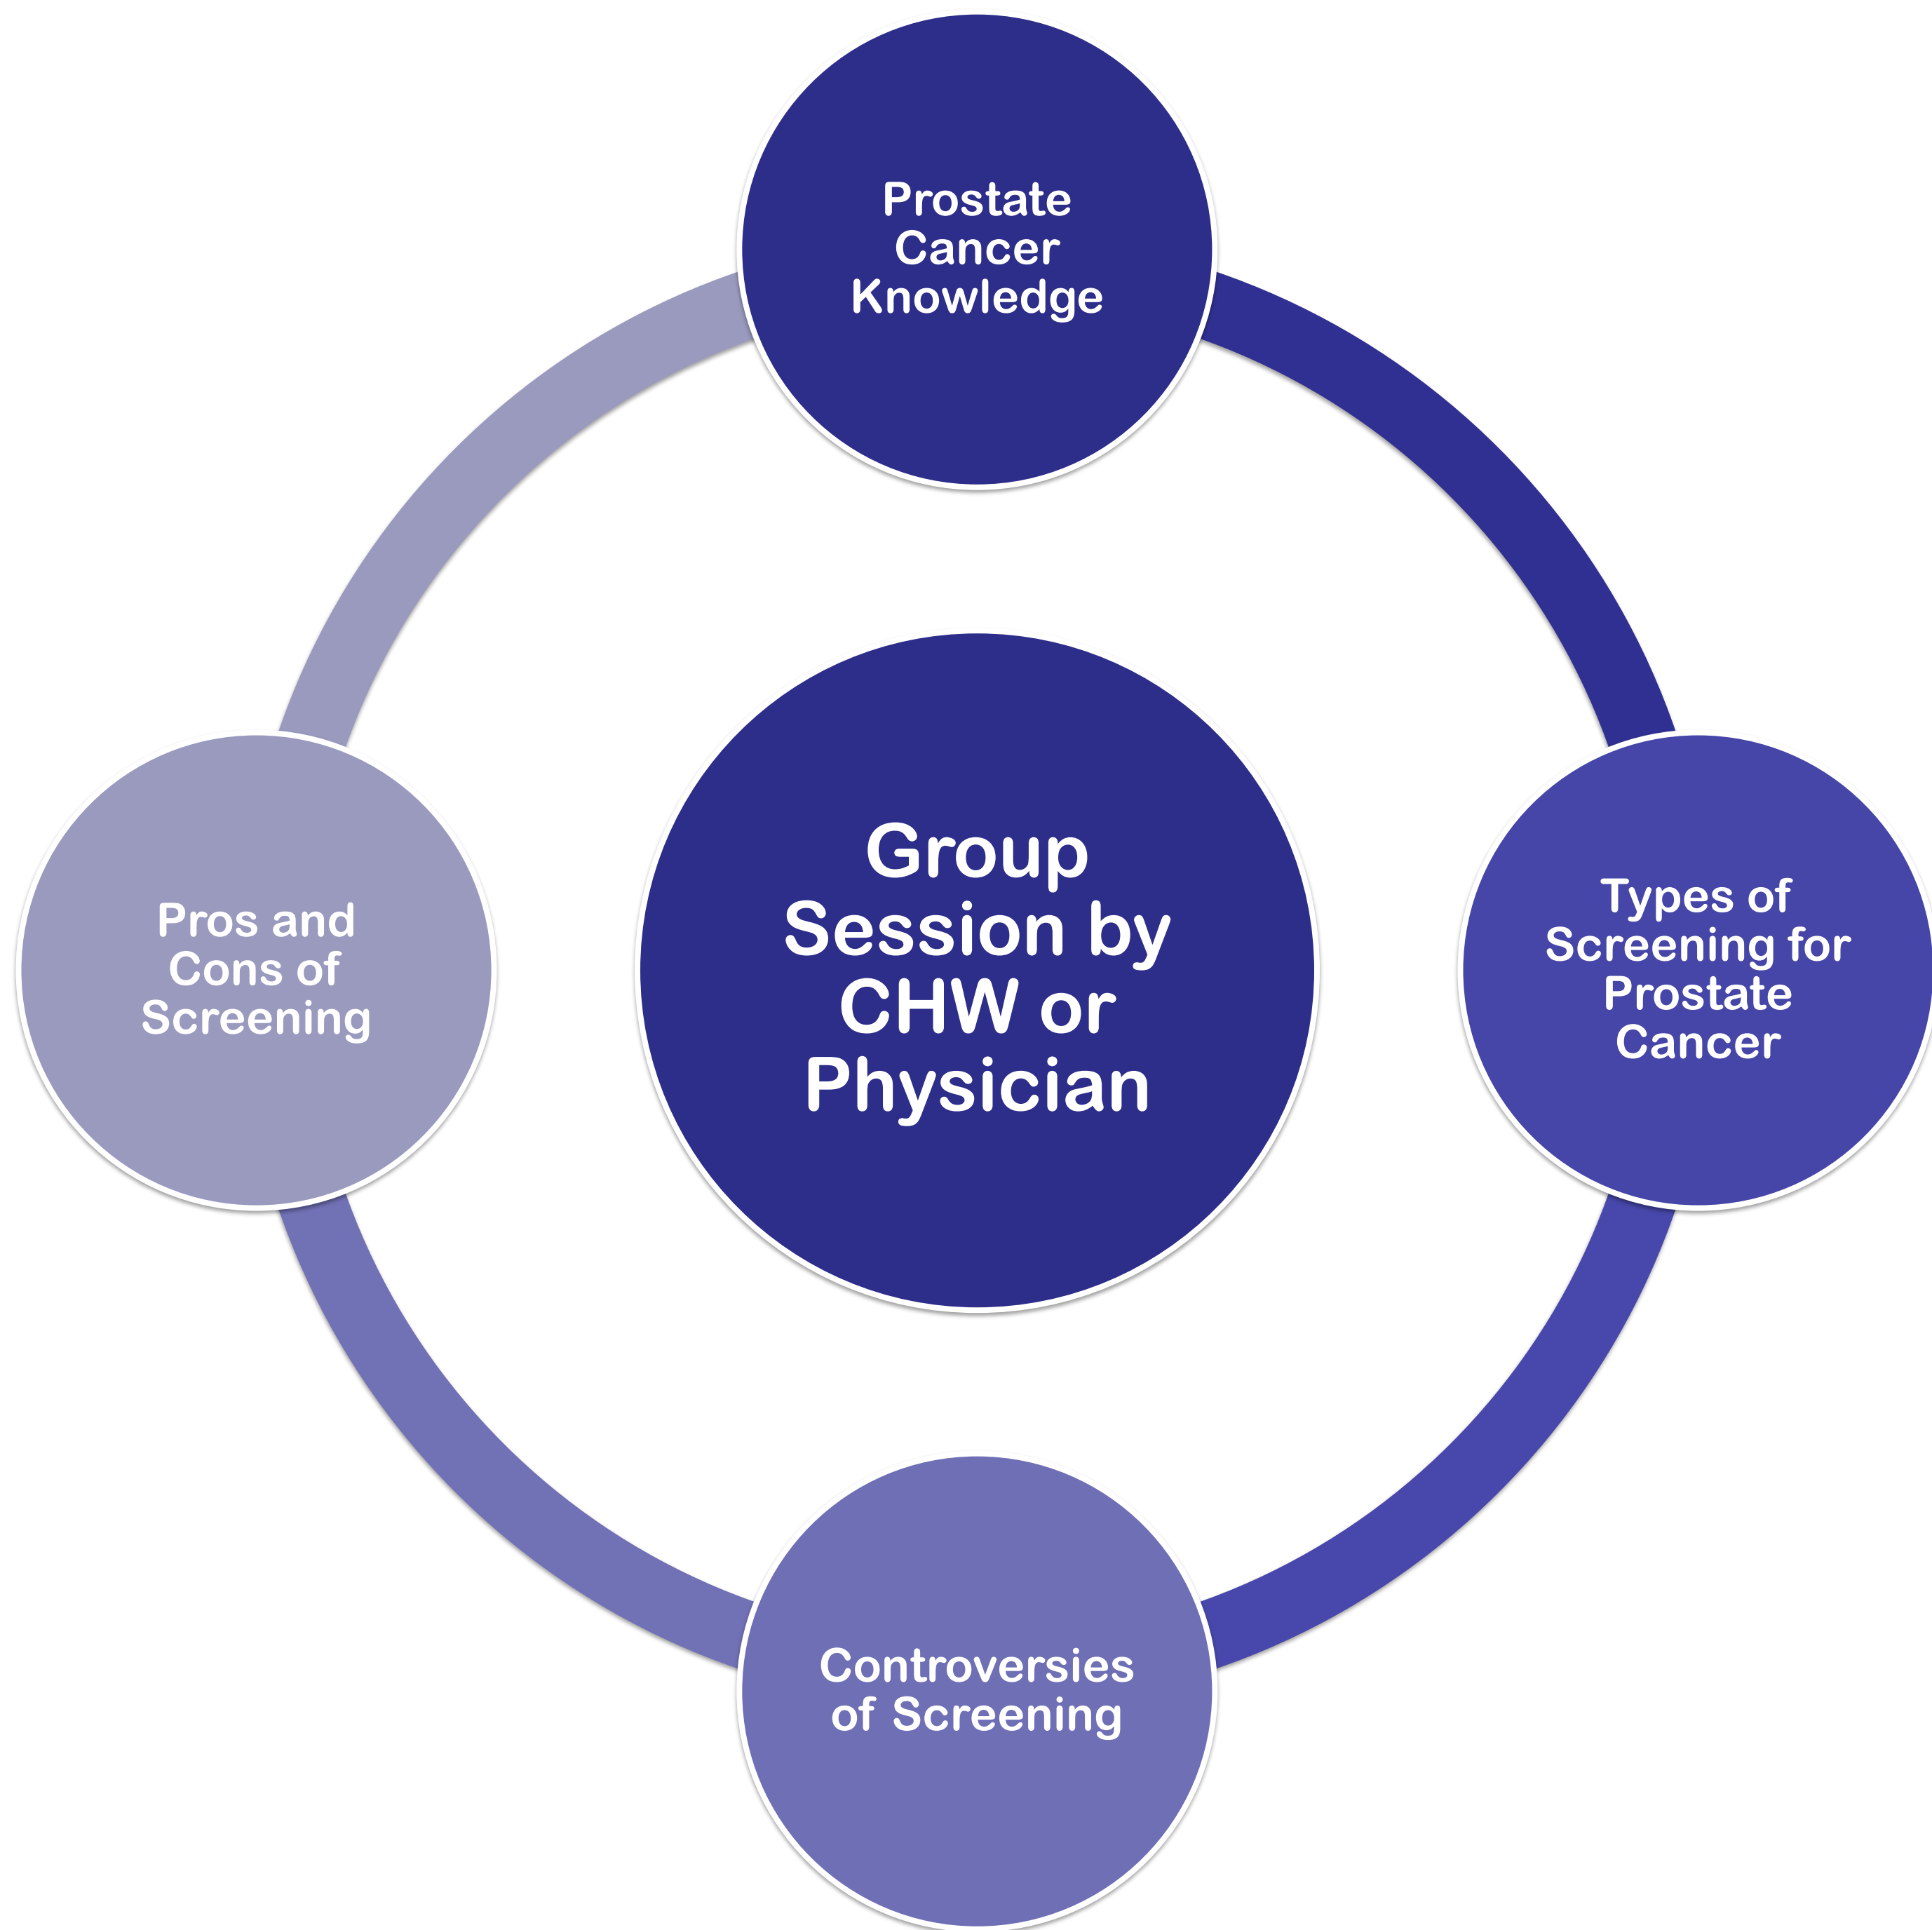 Prostate
Cancer
Knowledge
Group
Session by
CHW or
Physician
Types of
Screening for
Prostate
Cancer
Controversies
of Screening
Pros and
Cons of
Screening